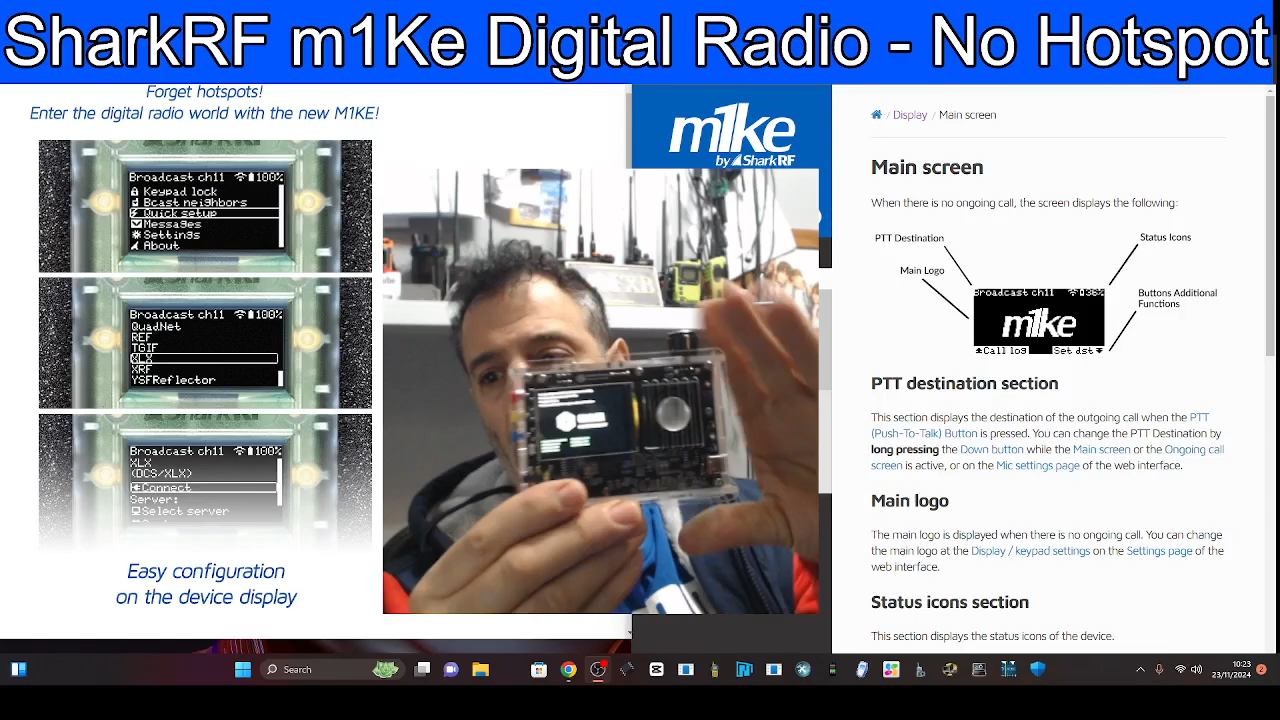 SharkRF m1Ke Digital Radio - No Hotspot
Forget hotspots!
Enter the digital radio world with the new M1KE!
Broadcast ch11 100%
Keypad lock
Bcast neighbors
Quick setup
Messages
Settings
About
Broadcast ch11 100%
QuadNet
REF
TGIF
XLX
XRF
YSFReflector
Broadcast ch11 100%
XLX
(DCS/XLX)
Connect
Server:
Select server
Easy configuration
on the device display
m1ke
by SharkRF
Display / Main screen
Main screen
When there is no ongoing call, the screen displays the following:
PTT Destination
Status Icons
Main Logo
Buttons Additional
Functions
Broadcast ch11 36%
m1ke
Call log Set dst
PTT destination section
This section displays the destination of the outgoing call when the PTT
(Push-To-Talk) Button is pressed. You can change the PTT Destination by
long pressing the Down button while the Main screen or the Ongoing call
screen is active, or on the Mic settings page of the web interface.
Main logo
The main logo is displayed when there is no ongoing call. You can change
the main logo at the Display / keypad settings on the Settings page of the
web interface.
Status icons section
This section displays the status icons of the device.
Search
10:23
23/11/2024
2